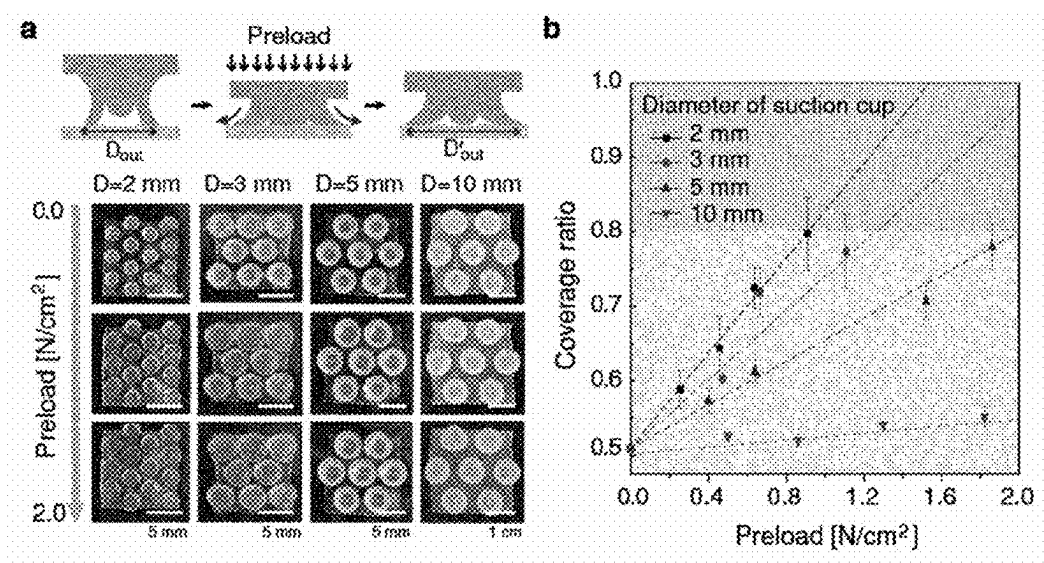 a
Preload
Dout
D'out
D=2 mm D=3 mm D=5 mm D=10 mm
0.0
Preload [N/cm²]
2.0
5 mm 5 mm 5 mm 1 cm
b
Coverage ratio
1.0
0.9
0.8
0.7
0.6
0.5
Diameter of suction cup
2 mm
3 mm
5 mm
10 mm
0.0 0.4 0.8 1.2 1.6 2.0
Preload [N/cm²]